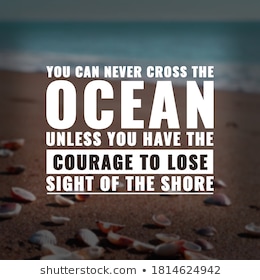 YOU CAN NEVER CROSS THE
OCEAN
UNLESS YOU HAVE THE
COURAGE TO LOSE
SIGHT OF THE SHORE
shutterstock.com • 1814624942